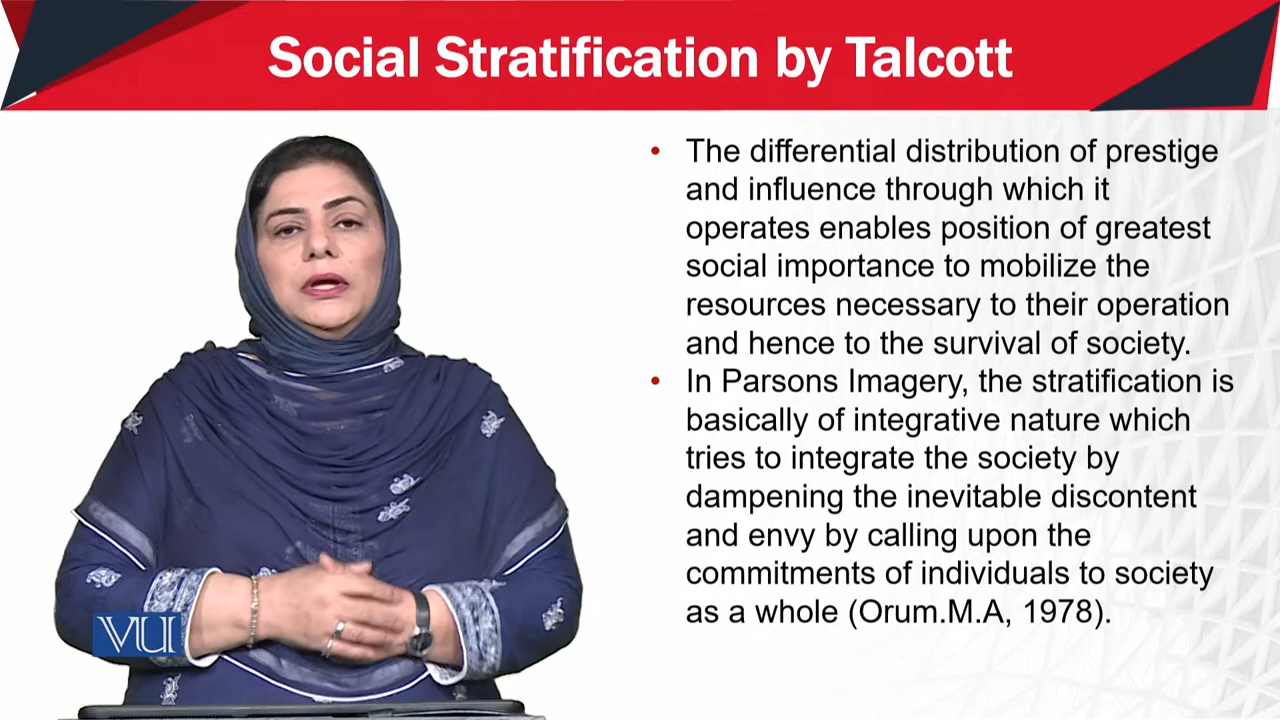 Social Stratification by Talcott
• The differential distribution of prestige
and influence through which it
operates enables position of greatest
social importance to mobilize the
resources necessary to their operation
and hence to the survival of society.
• In Parsons Imagery, the stratification is
basically of integrative nature which
tries to integrate the society by
dampening the inevitable discontent
and envy by calling upon the
commitments of individuals to society
as a whole (Orum.M.A, 1978).
VU